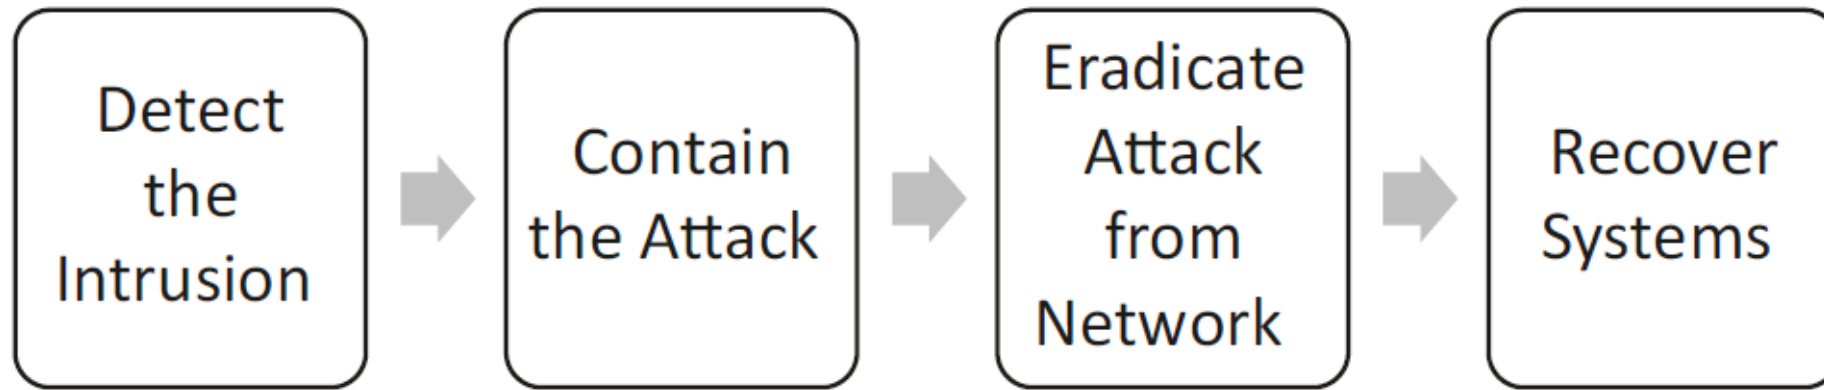 Detect
the
Intrusion
Contain
the Attack
Eradicate
Attack
from
Network
Recover
Systems